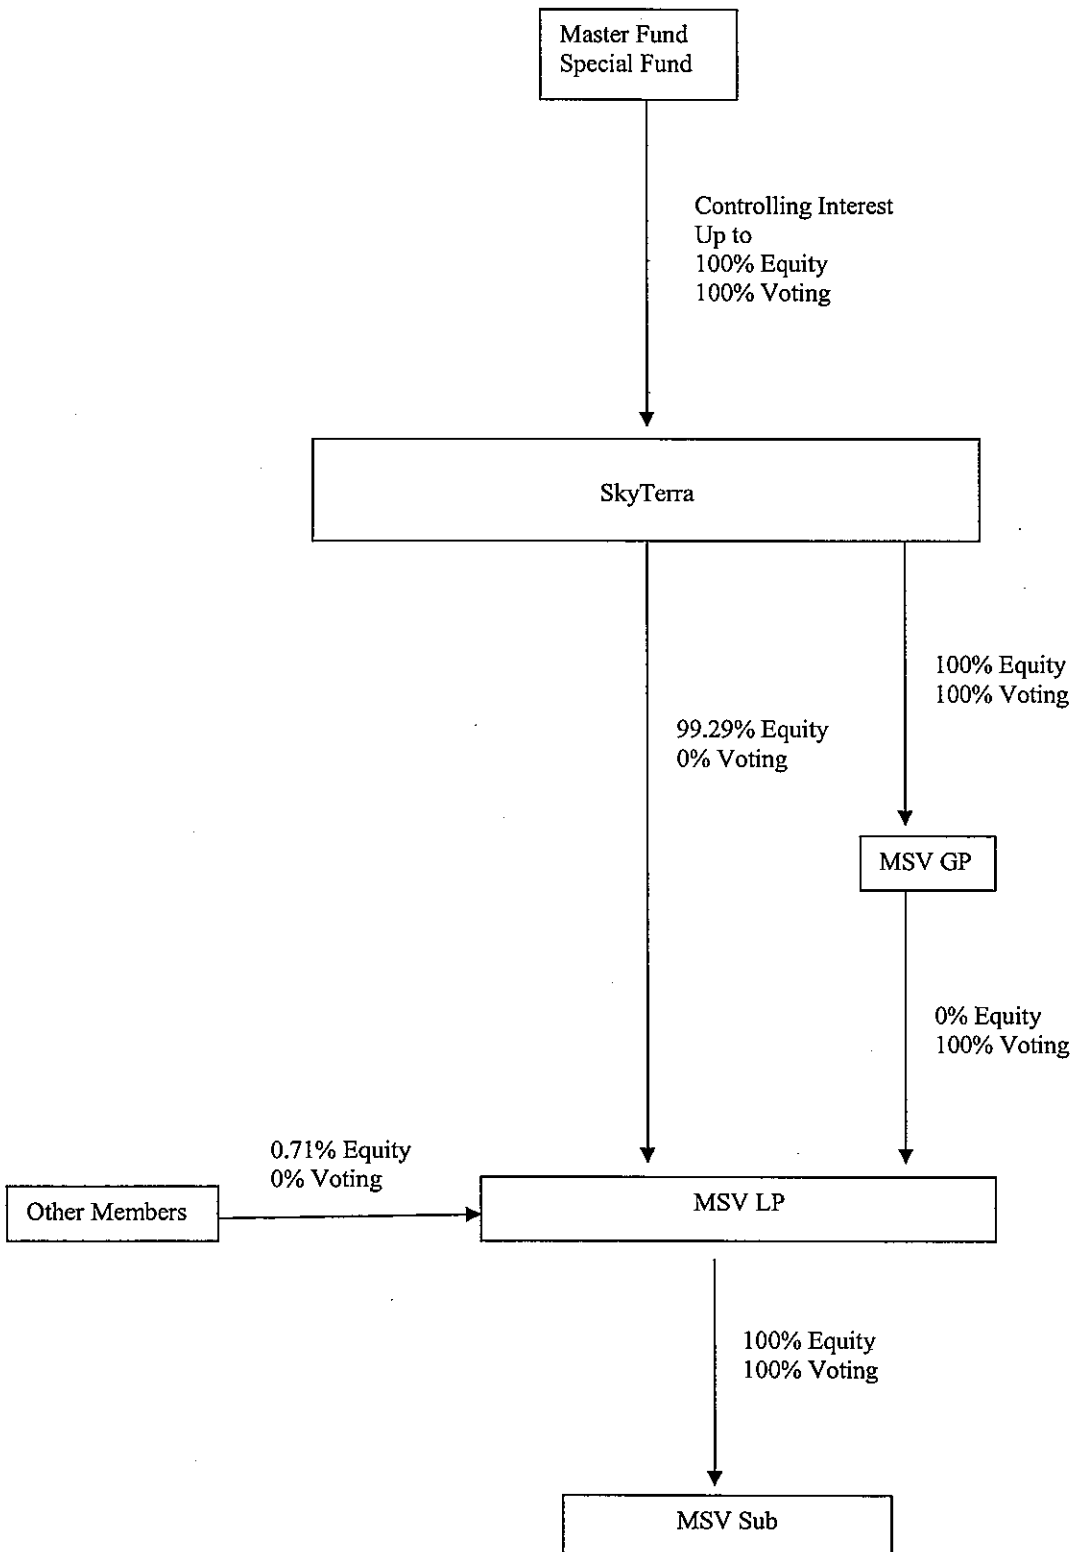 Master Fund
Special Fund
Controlling Interest
Up to
100% Equity
100% Voting
SkyTerra
100% Equity
100% Voting
99.29% Equity
0% Voting
MSV GP
0% Equity
100% Voting
0.71% Equity
0% Voting
Other Members
MSV LP
100% Equity
100% Voting
MSV Sub